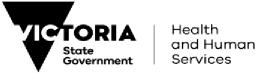 VICTORIA
State
Government
Health
and Human
Services